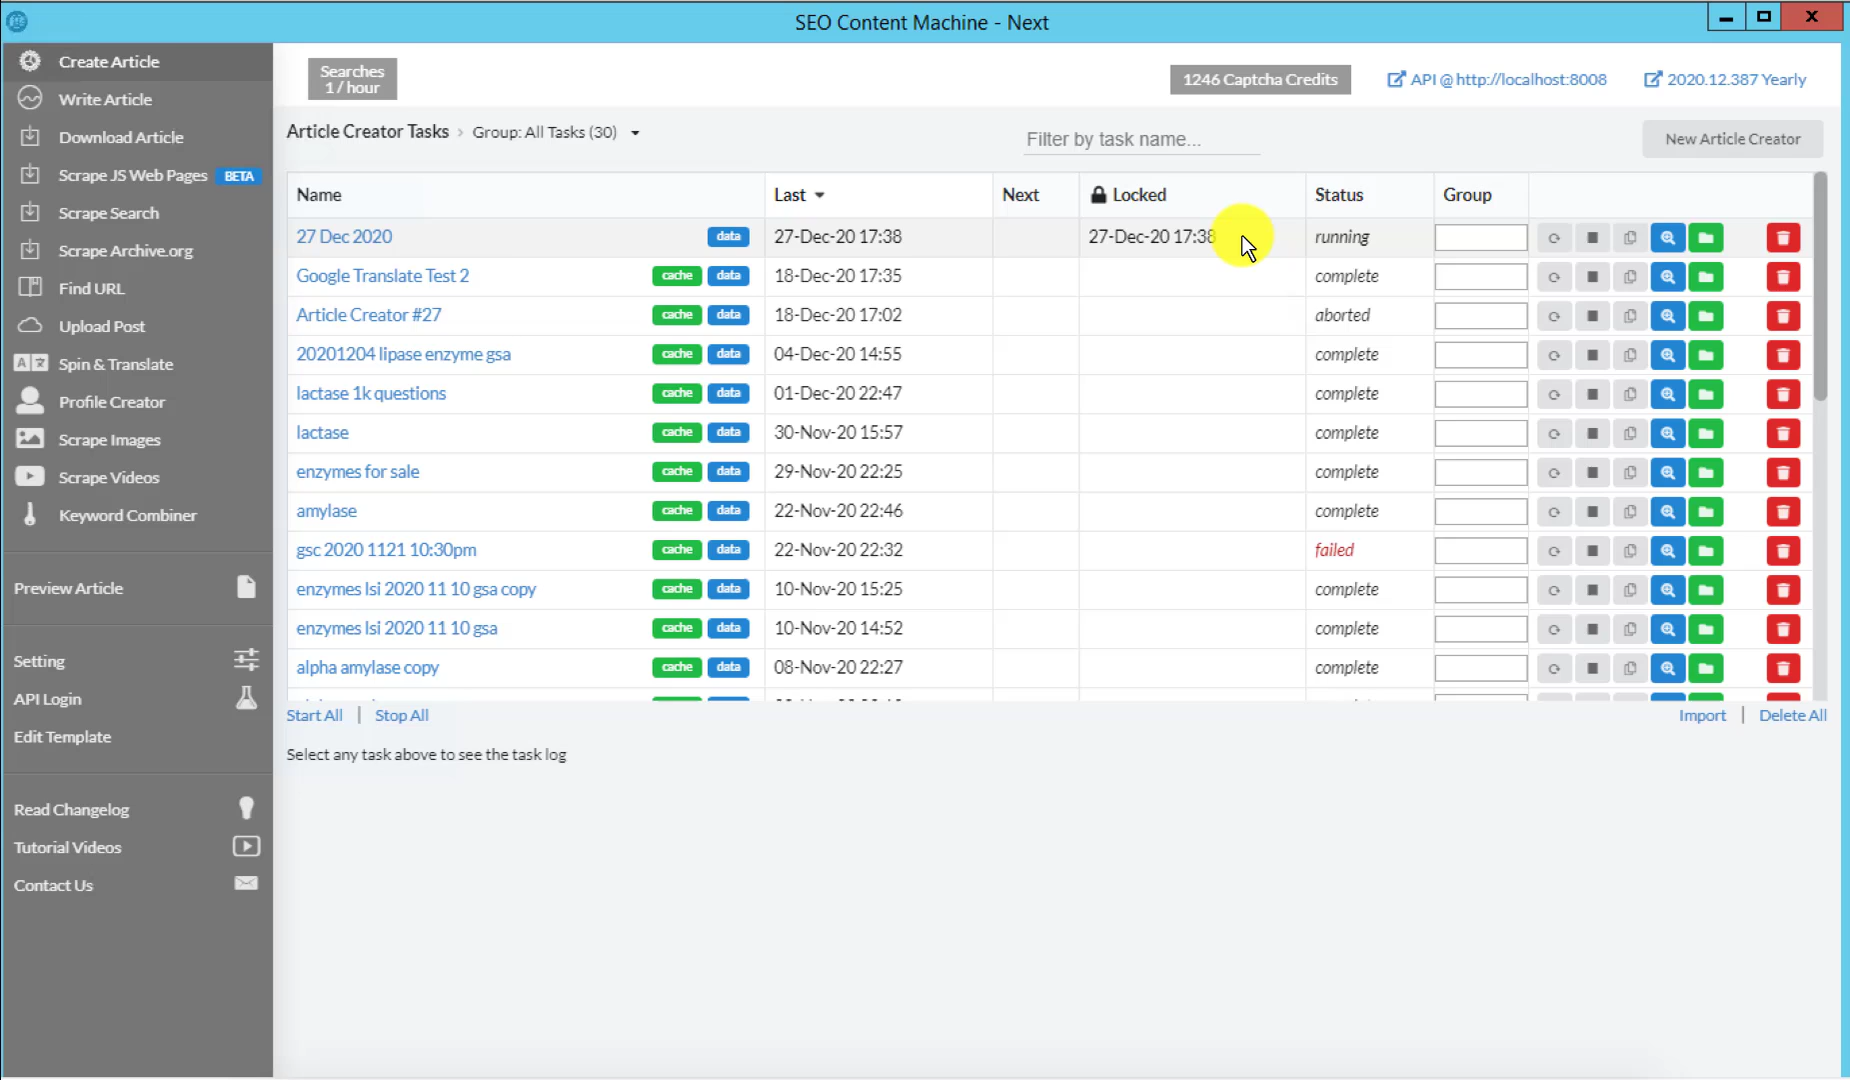 SEO Content Machine - Next
Create Article
Write Article
Download Article
Scrape JS Web Pages BETA
Scrape Search
Scrape Archive.org
Find URL
Upload Post
Spin & Translate
Profile Creator
Scrape Images
Scrape Videos
Keyword Combiner
Preview Article
Setting
API Login
Edit Template
Read Changelog
Tutorial Videos
Contact Us
Searches
1 / hour
1246 Captcha Credits
API @ http://localhost:8008
2020.12.387 Yearly
Article Creator Tasks › Group: All Tasks (30)
Filter by task name...
New Article Creator
Name Last Next Locked Status Group
27 Dec 2020 data 27-Dec-20 17:38 27-Dec-20 17:38 running
Google Translate Test 2 cache data 18-Dec-20 17:35 complete
Article Creator #27 cache data 18-Dec-20 17:02 aborted
20201204 lipase enzyme gsa cache data 04-Dec-20 14:55 complete
lactase 1k questions cache data 01-Dec-20 22:47 complete
lactase cache data 30-Nov-20 15:57 complete
enzymes for sale cache data 29-Nov-20 22:25 complete
amylase cache data 22-Nov-20 22:46 complete
gsc 2020 1121 10:30pm cache data 22-Nov-20 22:32 failed
enzymes lsi 2020 11 10 gsa copy cache data 10-Nov-20 15:25 complete
enzymes lsi 2020 11 10 gsa cache data 10-Nov-20 14:52 complete
alpha amylase copy cache data 08-Nov-20 22:27 complete
Start All | Stop All
Import | Delete All
Select any task above to see the task log